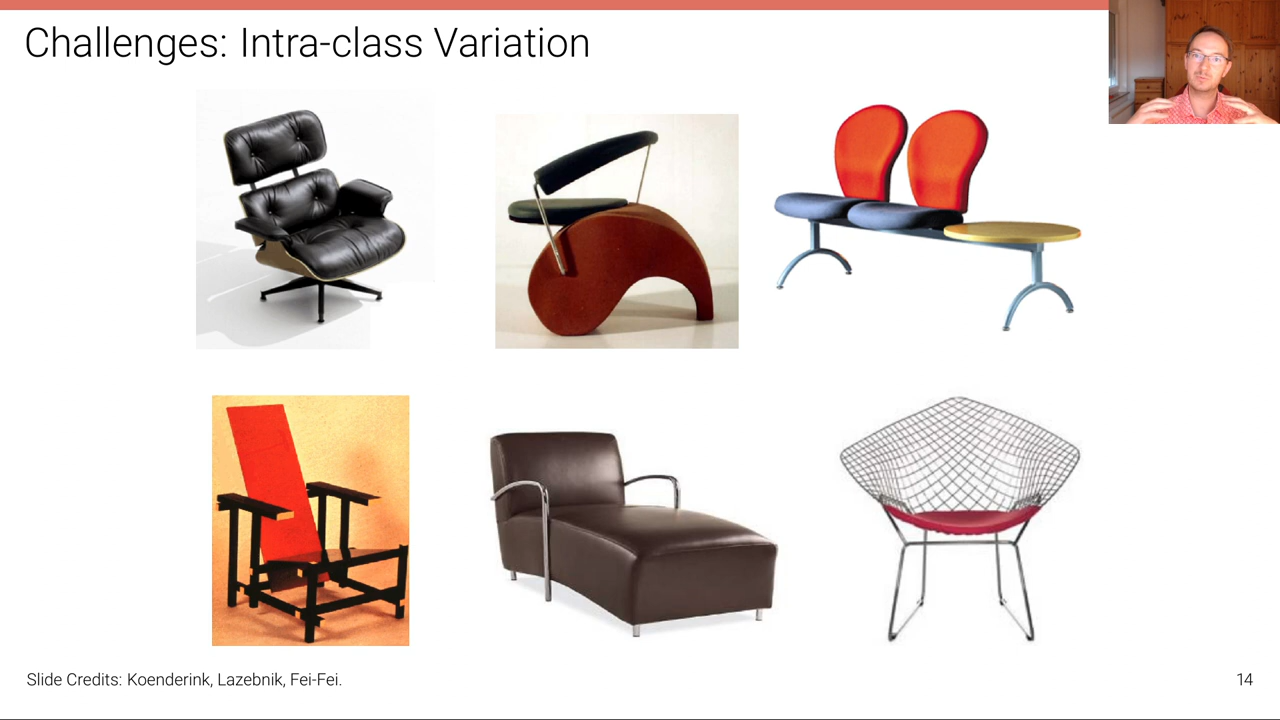 Challenges: Intra-class Variation
Slide Credits: Koenderink, Lazebnik, Fei-Fei.
14